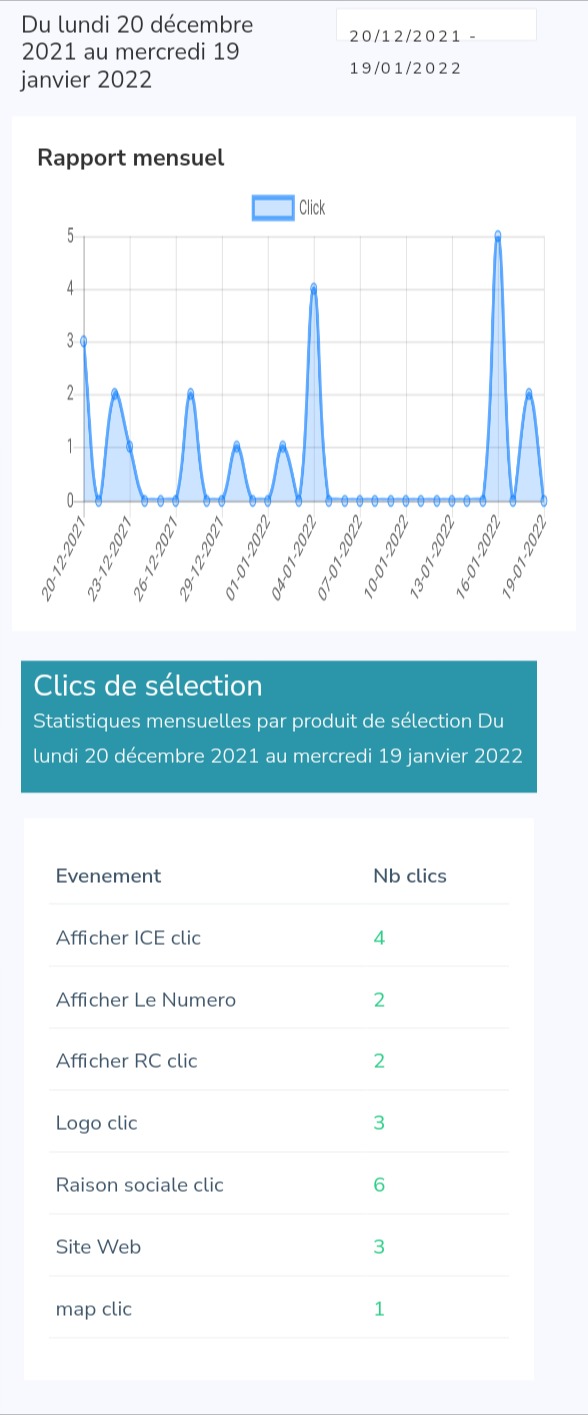 Du lundi 20 décembre
2021 au mercredi 19
janvier 2022
20/12/2021 -
19/01/2022
Rapport mensuel
Click
5
4
3
2
1
0
20-12-2021
23-12-2021
26-12-2021
29-12-2021
01-01-2022
04-01-2022
07-01-2022
10-01-2022
13-01-2022
16-01-2022
19-01-2022
Clics de sélection
Statistiques mensuelles par produit de sélection Du
lundi 20 décembre 2021 au mercredi 19 janvier 2022
Evenement Nb clics
Afficher ICE clic 4
Afficher Le Numero 2
Afficher RC clic 2
Logo clic 3
Raison sociale clic 6
Site Web 3
map clic 1